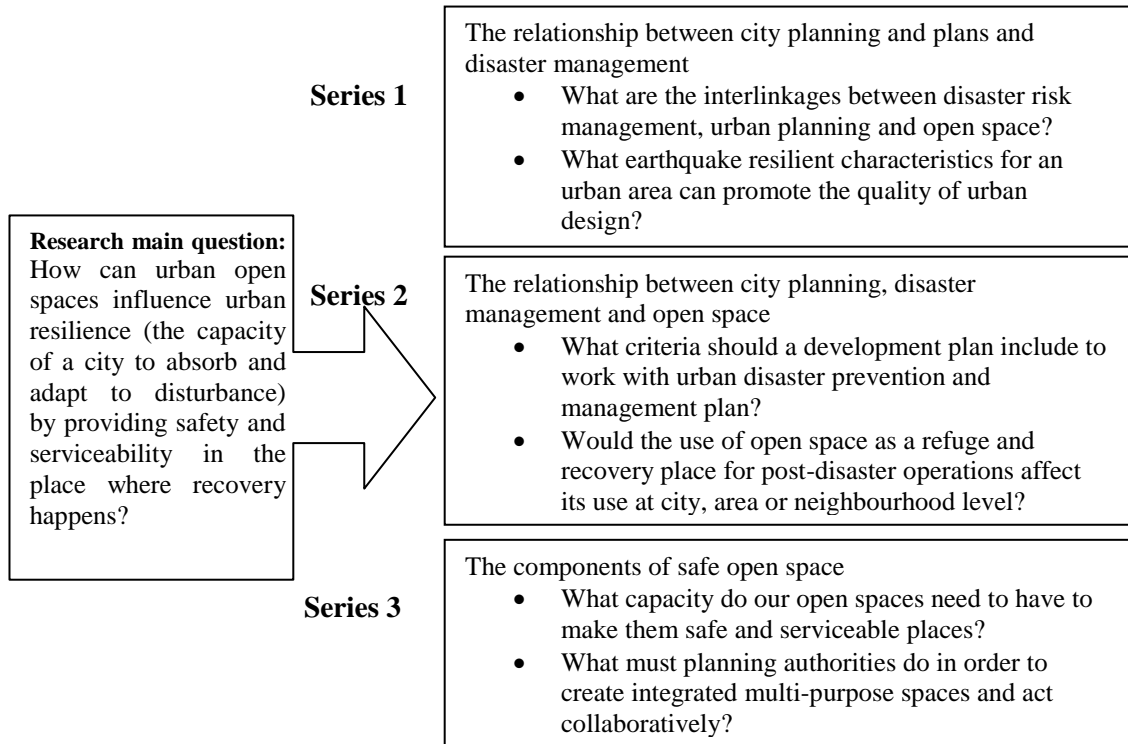 Research main question:
How can urban open
spaces influence urban
resilience (the capacity
of a city to absorb and
adapt to disturbance)
by providing safety and
serviceability in the
place where recovery
happens?
Series 1
The relationship between city planning and plans and
disaster management
• What are the interlinkages between disaster risk
management, urban planning and open space?
• What earthquake resilient characteristics for an
urban area can promote the quality of urban
design?
Series 2
The relationship between city planning, disaster
management and open space
• What criteria should a development plan include to
work with urban disaster prevention and
management plan?
• Would the use of open space as a refuge and
recovery place for post-disaster operations affect
its use at city, area or neighbourhood level?
Series 3
The components of safe open space
• What capacity do our open spaces need to have to
make them safe and serviceable places?
• What must planning authorities do in order to
create integrated multi-purpose spaces and act
collaboratively?